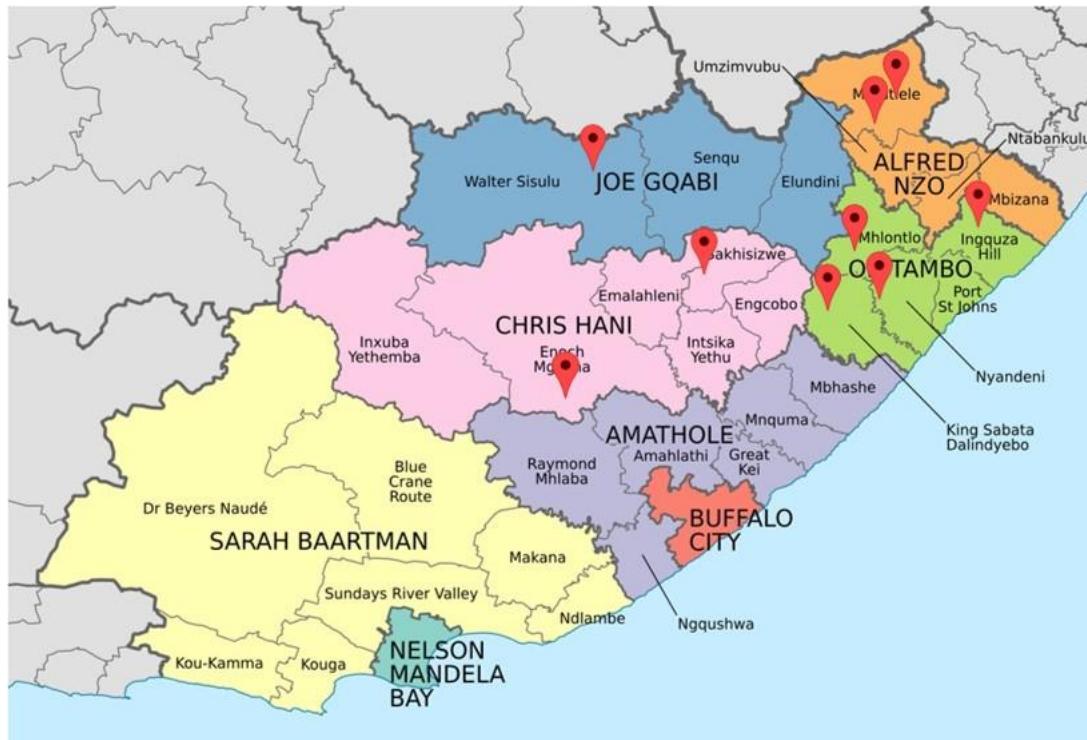 Umzimvubu
Ntabankulu
ALFRED
NZO
Mbizana
Walter Sisulu
JOE GQABI
Senqu
Elundini
Mhlontlo
Ingquza
Hill
TAMBO
Port
St Johns
Nyandeni
King Sabata
Dalindyebo
Sakhisizwe
Emalahleni
Engcobo
CHRIS HANI
Inxuba
Yethemba
Enoch
Intsika
Yethu
Mbhashe
Mnquma
AMATHOLE
Amahlathi
Great
Kei
Raymond
Mhlaba
BUFFALO
CITY
Ngqushwa
Blue
Crane
Route
Dr Beyers Naudé
SARAH BAARTMAN
Makana
Sundays River Valley
Ndlambe
Kou-Kamma
Kouga
NELSON
MANDELA
BAY